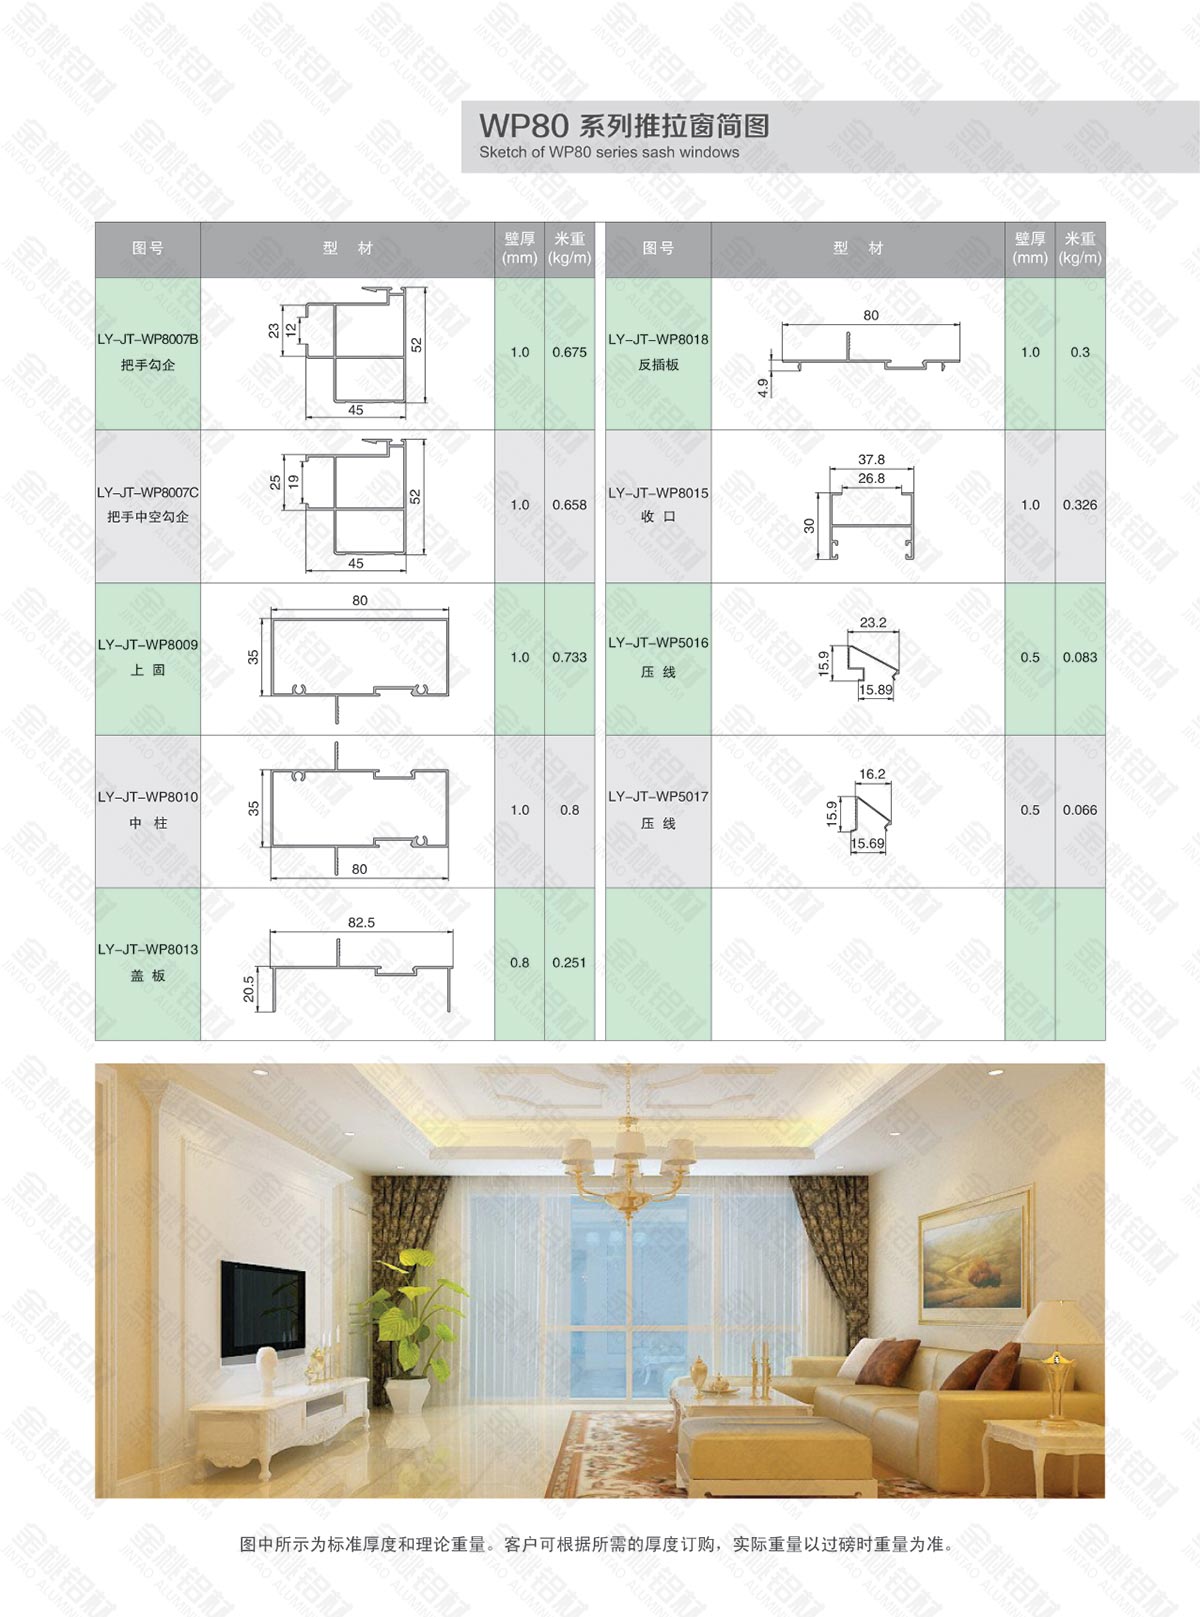 WP80 系列推拉窗简图
Sketch of WP80 series sash windows
图号 型 材 壁厚(mm) 米重(kg/m)
LY-JT-WP8007B
把手勾企
23
12
52
45
1.0 0.675
LY-JT-WP8007C
把手中空勾企
25
19
52
45
1.0 0.658
LY-JT-WP8009
上 固
80
35
1.0 0.733
LY-JT-WP8010
中 柱
35
80
1.0 0.8
LY-JT-WP8013
盖 板
82.5
20.5
0.8 0.251
图号 型 材 壁厚(mm) 米重(kg/m)
LY-JT-WP8018
反插板
80
4.9
1.0 0.3
LY-JT-WP8015
收 口
37.8
26.8
30
1.0 0.326
LY-JT-WP5016
压 线
23.2
15.9
15.89
0.5 0.083
LY-JT-WP5017
压 线
16.2
15.9
15.69
0.5 0.066
图中所示为标准厚度和理论重量。客户可根据所需的厚度订购，实际重量以过磅时重量为准。
金桃铝材
JINTAO ALUMINIUM